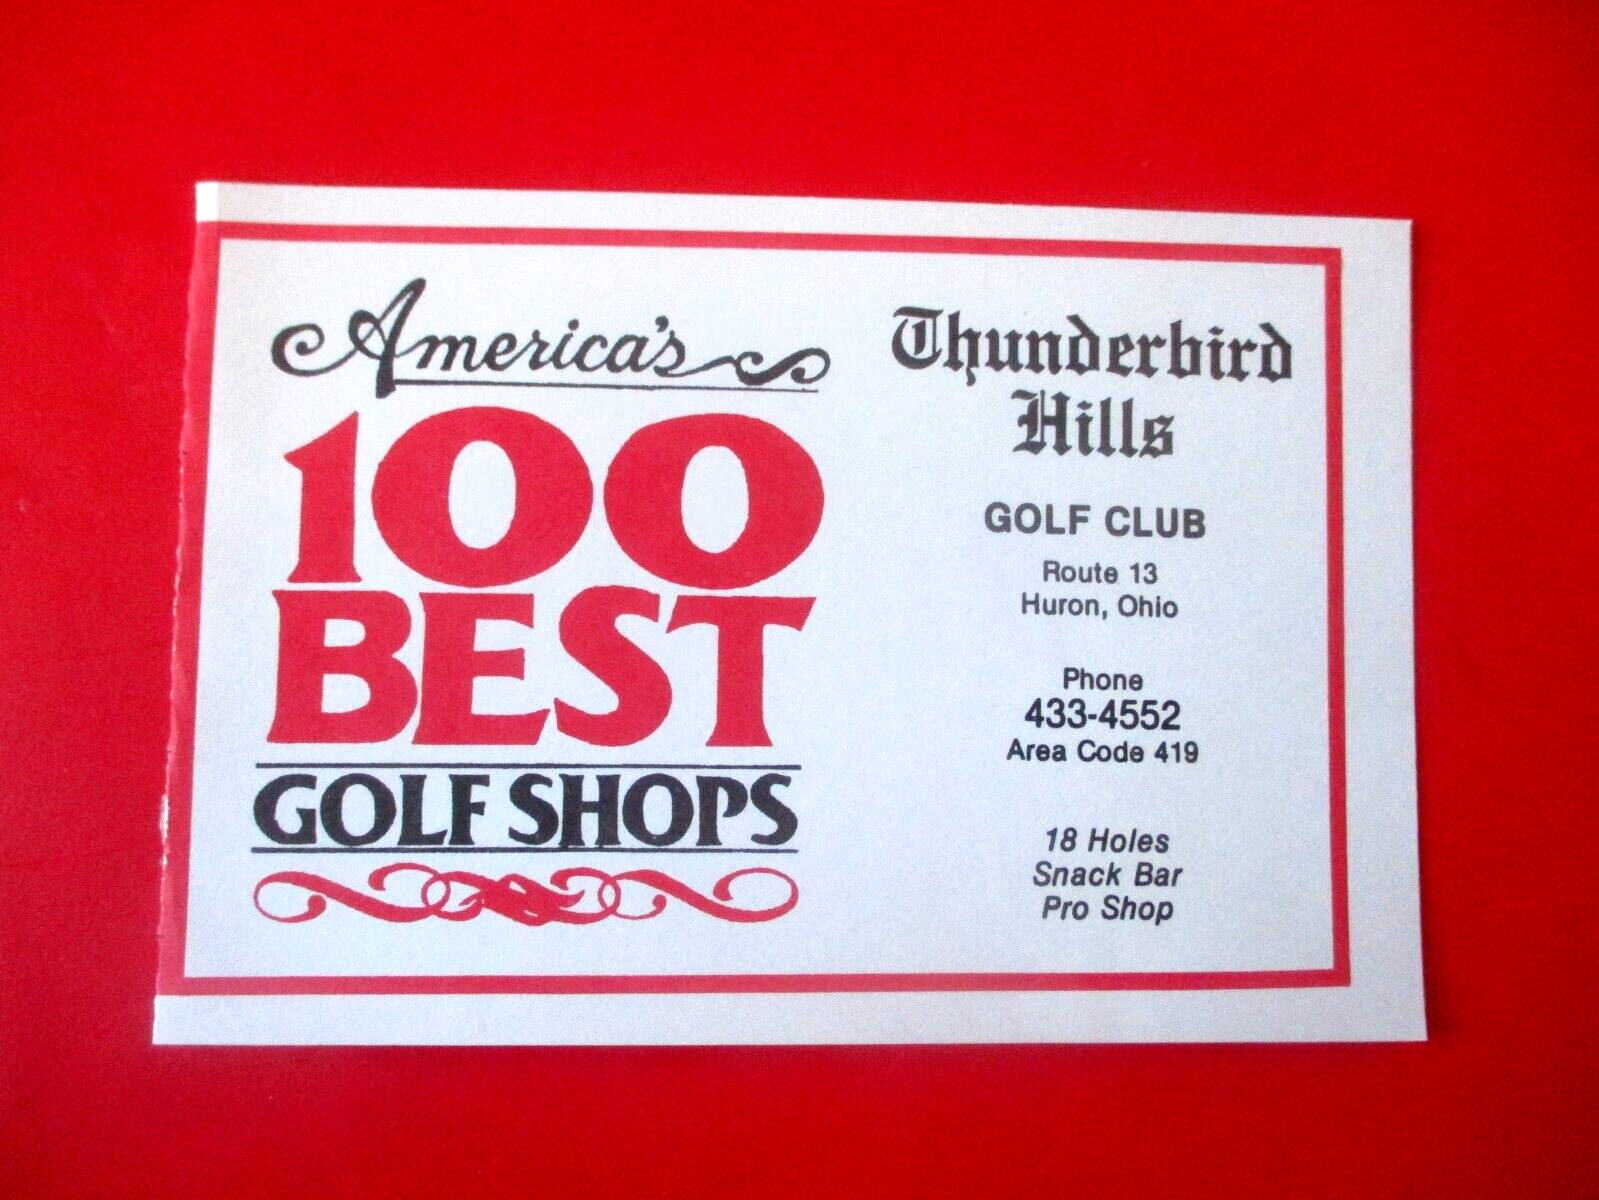 America's
100
BEST
GOLF SHOPS
Thunderbird
Hills
GOLF CLUB
Route 13
Huron, Ohio
Phone
433-4552
Area Code 419
18 Holes
Snack Bar
Pro Shop